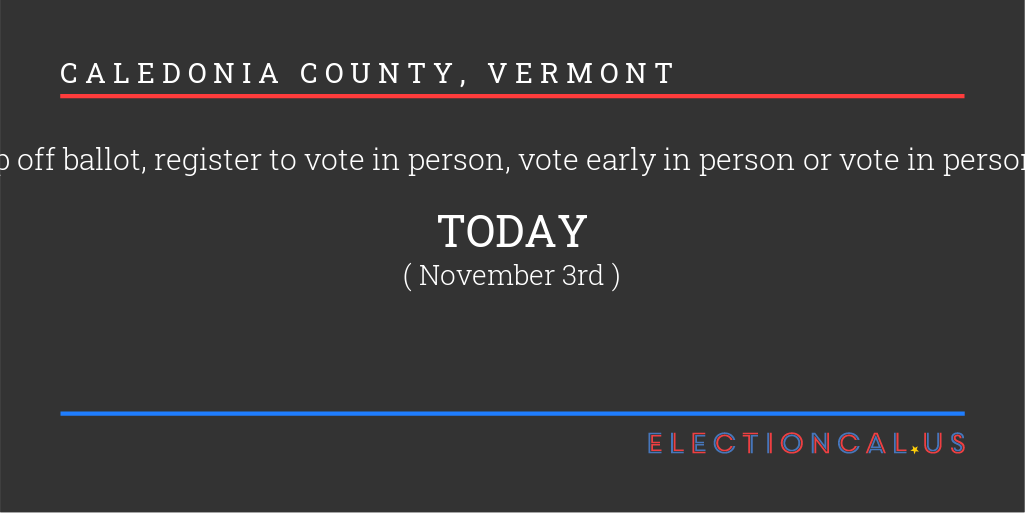 CALEDONIA COUNTY, VERMONT
off ballot, register to vote in person, vote early in person or vote in person
TODAY
( November 3rd )
ELECTIONCAL.US